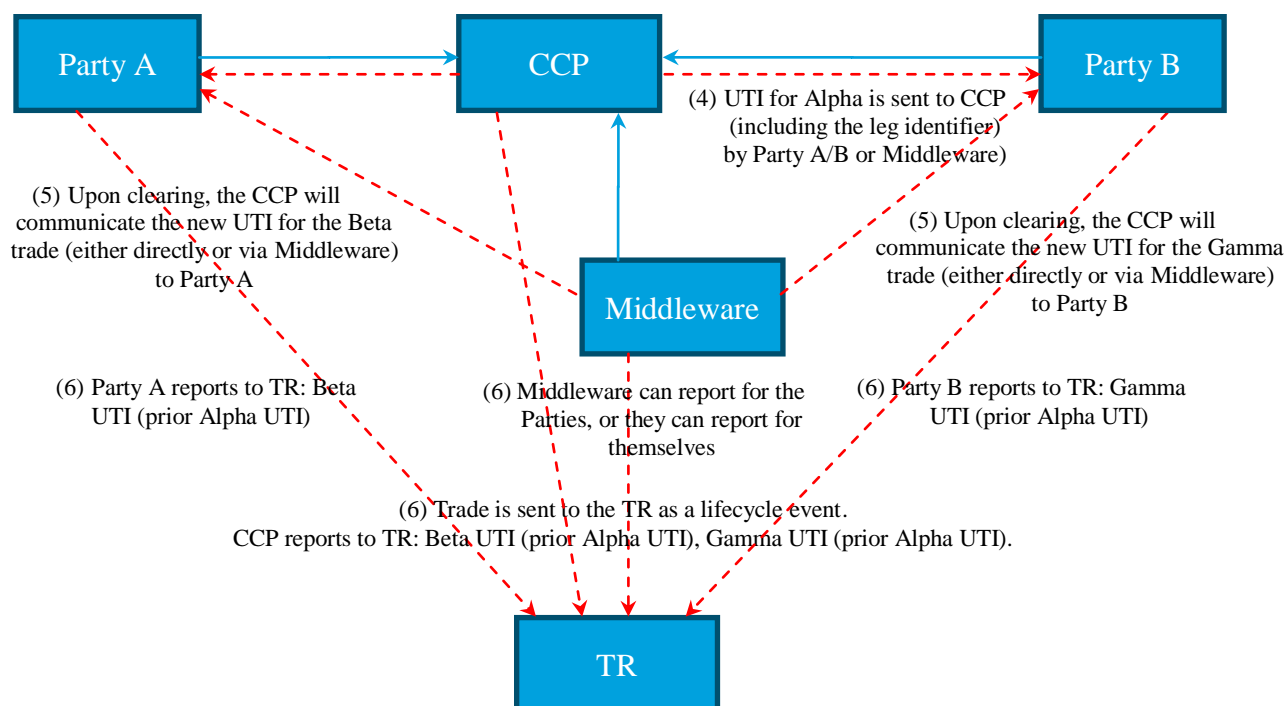 Party A
CCP
Party B
(4) UTI for Alpha is sent to CCP
(including the leg identifier)
by Party A/B or Middleware)
(5) Upon clearing, the CCP will
communicate the new UTI for the Beta
trade (either directly or via Middleware)
to Party A
(5) Upon clearing, the CCP will
communicate the new UTI for the Gamma
trade (either directly or via Middleware)
to Party B
Middleware
(6) Party A reports to TR: Beta
UTI (prior Alpha UTI)
(6) Middleware can report for the
Parties, or they can report for
themselves
(6) Party B reports to TR: Gamma
UTI (prior Alpha UTI)
(6) Trade is sent to the TR as a lifecycle event.
CCP reports to TR: Beta UTI (prior Alpha UTI), Gamma UTI (prior Alpha UTI).
TR